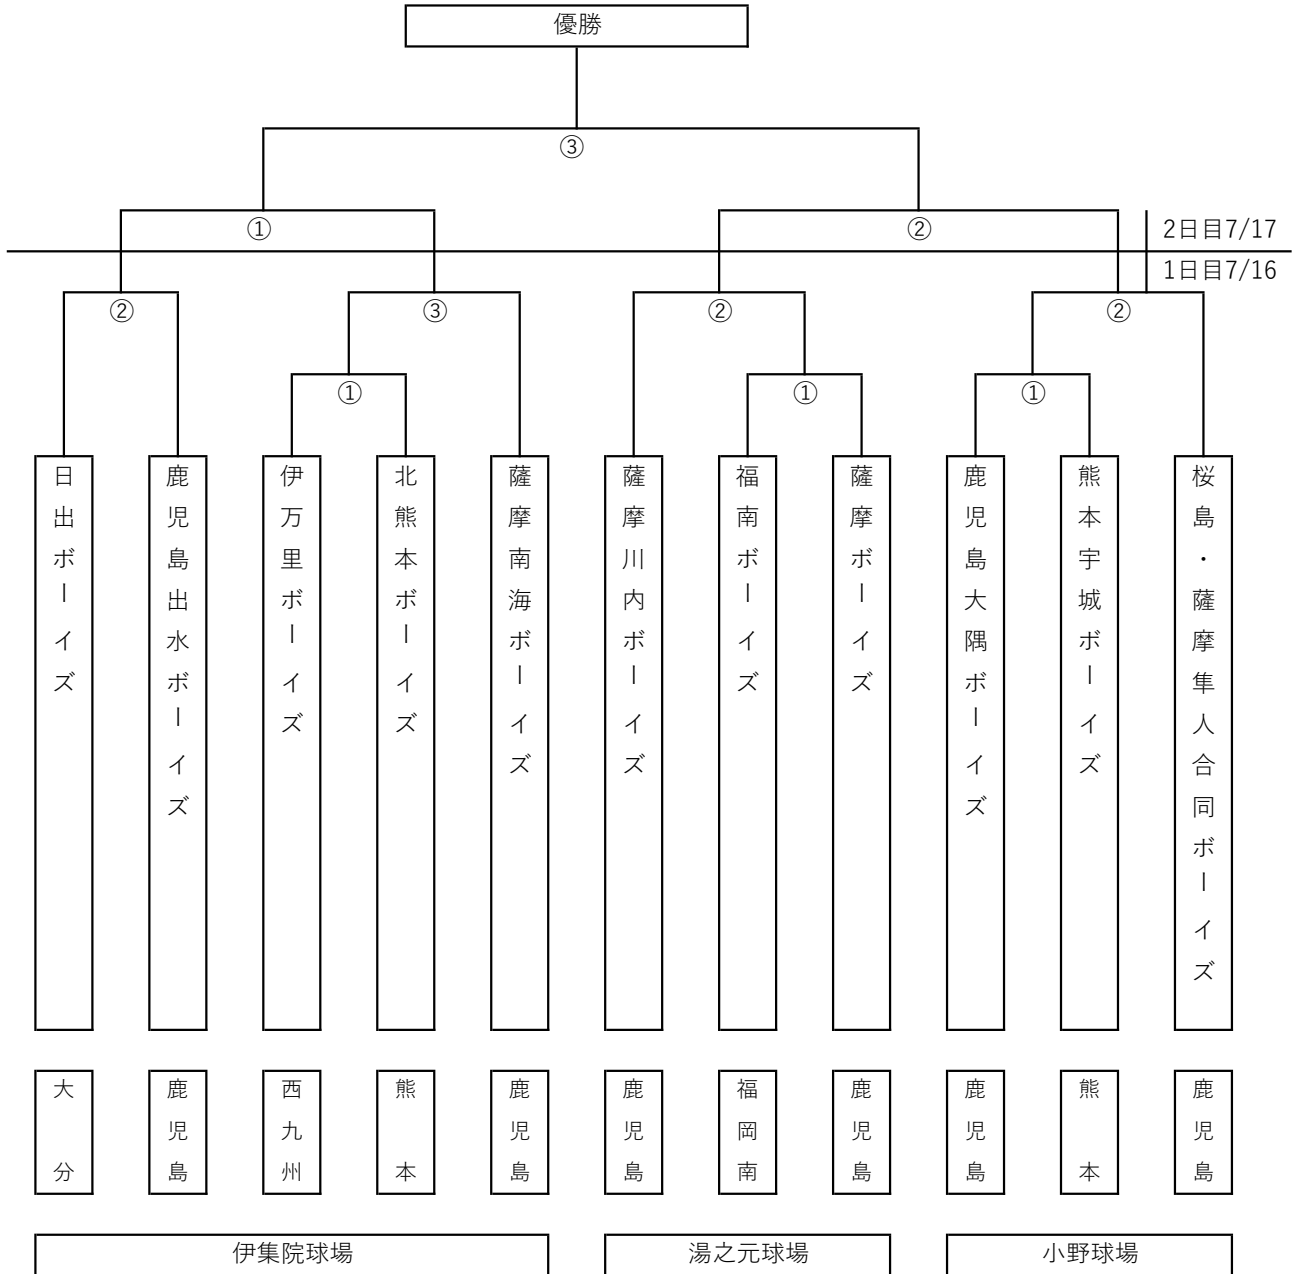 優勝
③
①
②
2日目7/17
1日目7/16
②
③
②
②
①
①
①
日出ボーイズ
鹿児島出水ボーイズ
伊万里ボーイズ
北熊本ボーイズ
薩摩南海ボーイズ
薩摩川内ボーイズ
福南ボーイズ
薩摩ボーイズ
鹿児島大隅ボーイズ
熊本宇城ボーイズ
桜島・薩摩隼人合同ボーイズ
大分
鹿児島
西九州
熊本
鹿児島
鹿児島
福岡南
鹿児島
鹿児島
熊本
鹿児島
伊集院球場
湯之元球場
小野球場